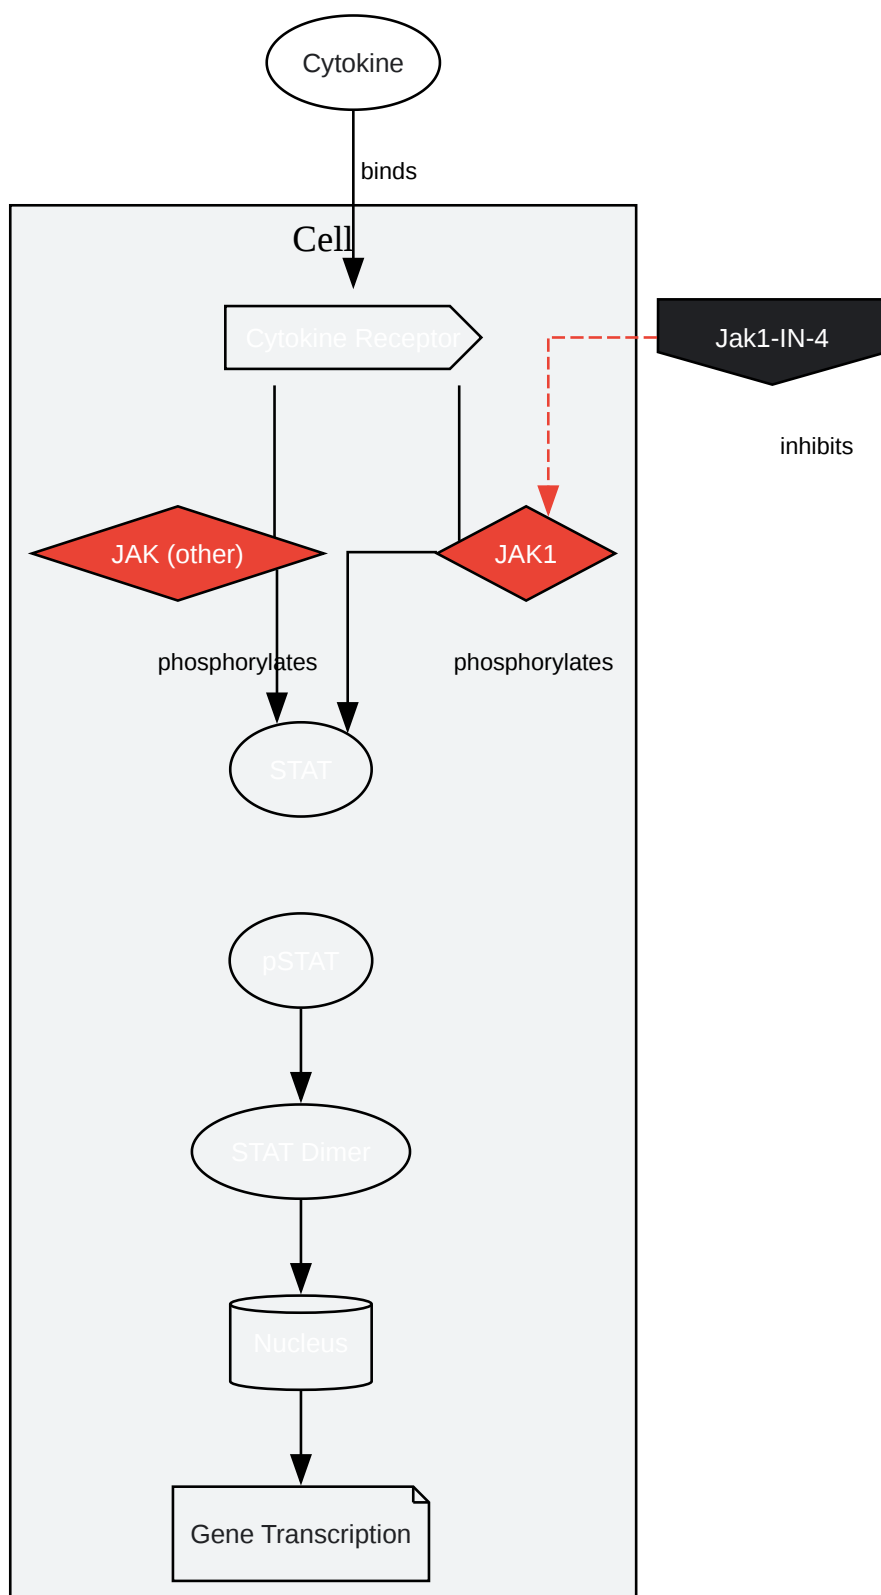 Cytokine
binds
Cell
Cytokine Receptor
Jak1-IN-4
inhibits
JAK (other)
JAK1
phosphorylates
phosphorylates
STAT
pSTAT
STAT Dimer
Nucleus
Gene Transcription